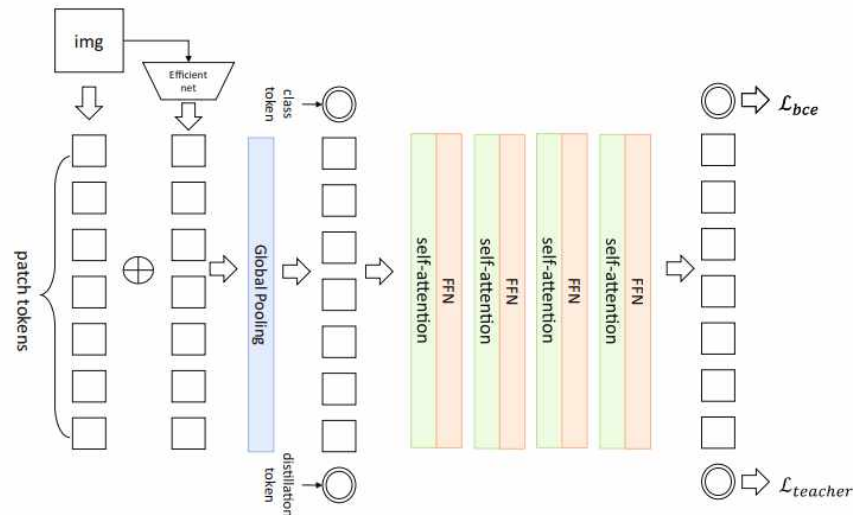 img
Efficient
net
class
token
patch tokens
Global Pooling
distillation
token
self-attention
FFN
self-attention
FFN
self-attention
FFN
self-attention
FFN
ℒbce
ℒteacher